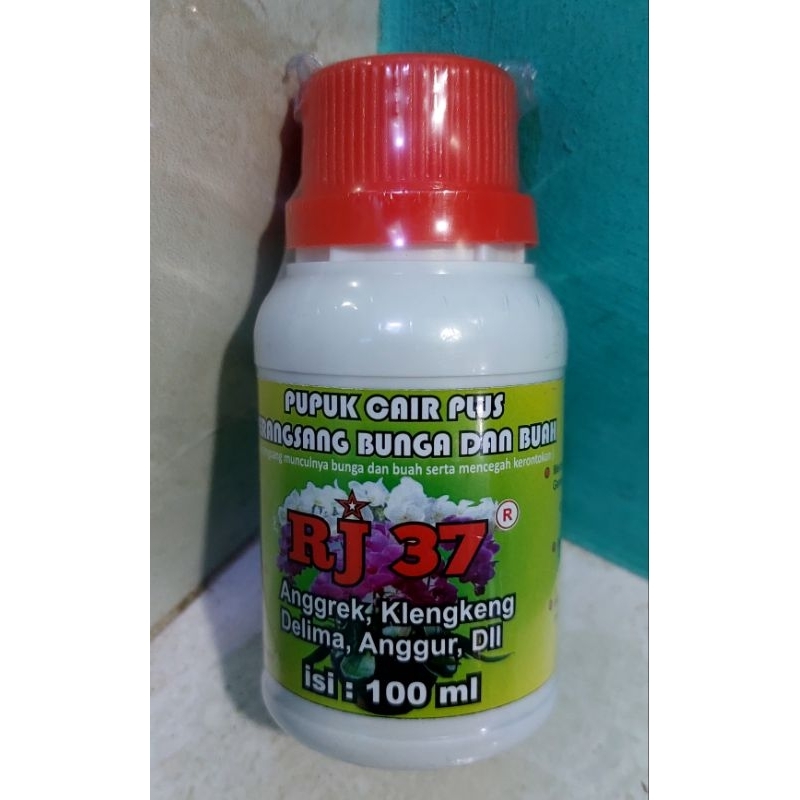 PUPUK CAIR PLUS
BUNGA DAN BUAH
munculnya bunga dan buah serta mencegah kerontokan
RJ 37 ®
Anggrek, Klengkeng
Delima, Anggur, Dll
isi : 100 ml